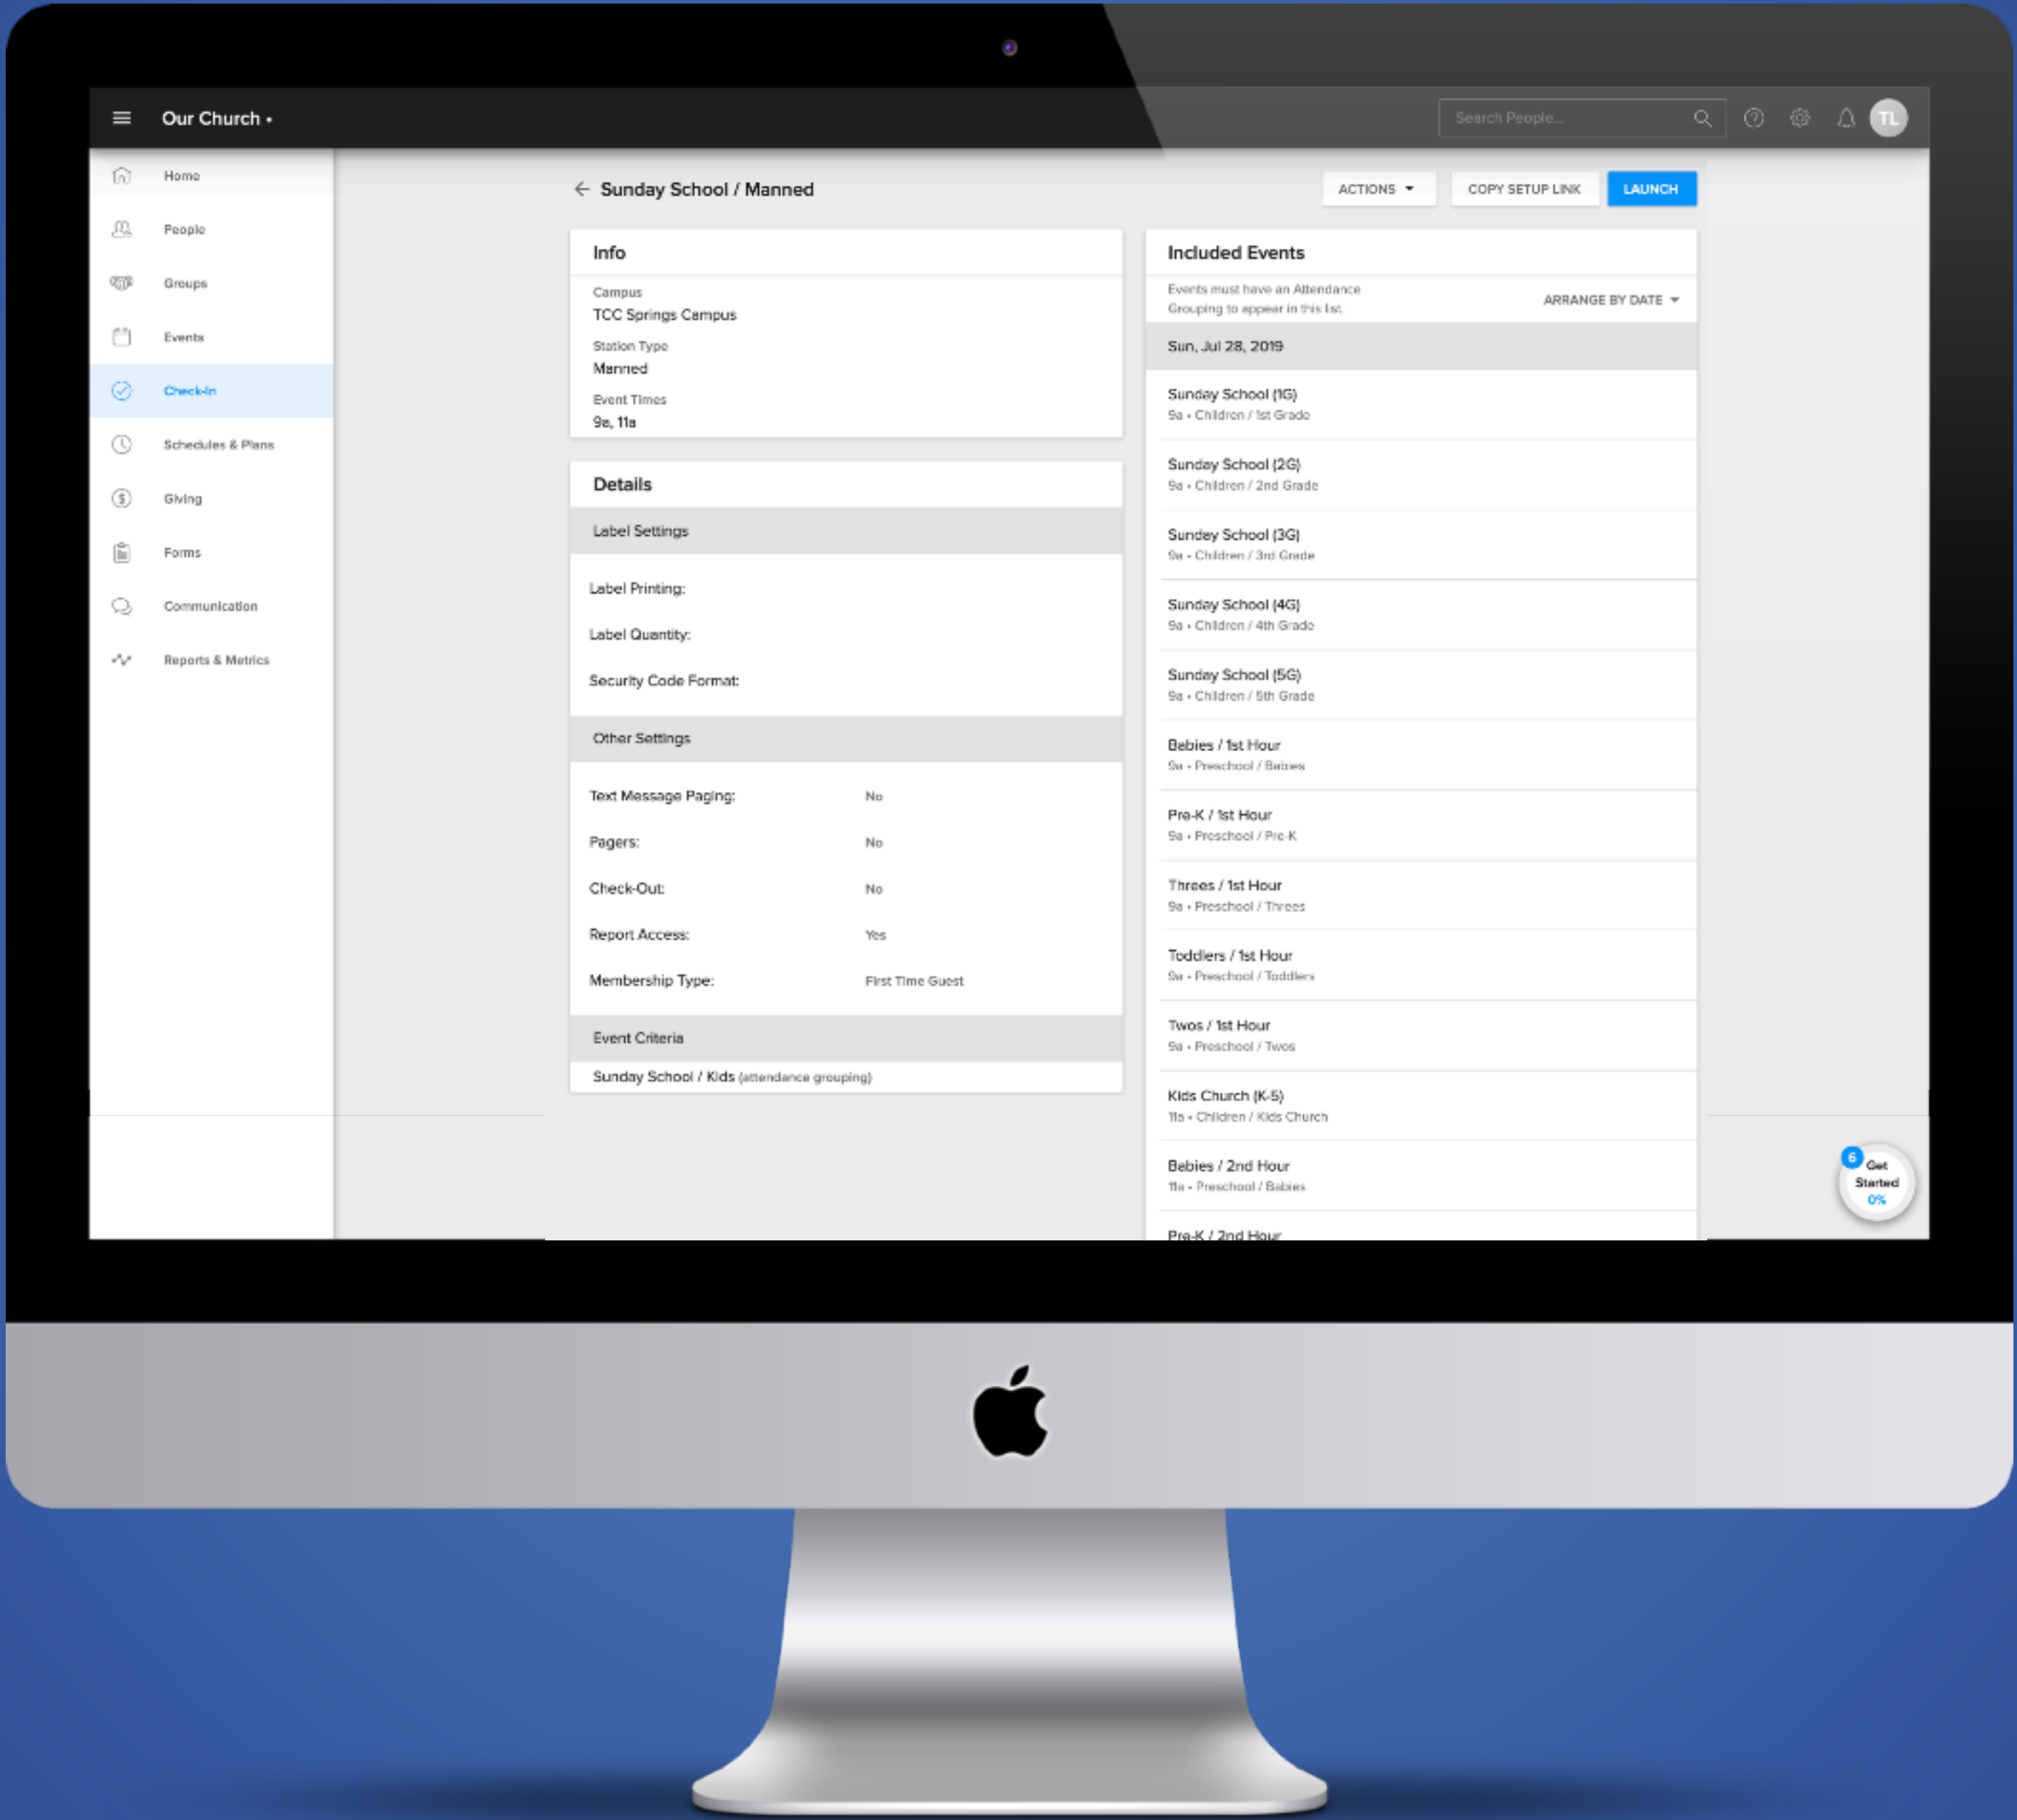 Our Church •
Search People...
TL
Home
People
Groups
Events
Check-In
Schedules & Plans
Giving
Forms
Communication
Reports & Metrics
Sunday School / Manned
ACTIONS
COPY SETUP LINK
LAUNCH
Info
Campus
TCC Springs Campus
Station Type
Manned
Event Times
9a, 11a
Details
Label Settings
Label Printing:
Label Quantity:
Security Code Format:
Other Settings
Text Message Paging: No
Pagers: No
Check-Out: No
Report Access: Yes
Membership Type: First Time Guest
Event Criteria
Sunday School / Kids (attendance grouping)
Included Events
Events must have an Attendance
Grouping to appear in this list.
ARRANGE BY DATE
Sun, Jul 28, 2019
Sunday School (1G)
9a • Children / 1st Grade
Sunday School (2G)
9a • Children / 2nd Grade
Sunday School (3G)
9a • Children / 3rd Grade
Sunday School (4G)
9a • Children / 4th Grade
Sunday School (5G)
9a • Children / 5th Grade
Babies / 1st Hour
9a • Preschool / Babies
Pre-K / 1st Hour
9a • Preschool / Pre-K
Threes / 1st Hour
9a • Preschool / Threes
Toddlers / 1st Hour
9a • Preschool / Toddlers
Twos / 1st Hour
9a • Preschool / Twos
Kids Church (K-5)
11a • Children / Kids Church
Babies / 2nd Hour
11a • Preschool / Babies
Pre-K / 2nd Hour
6
Get
Started
0%